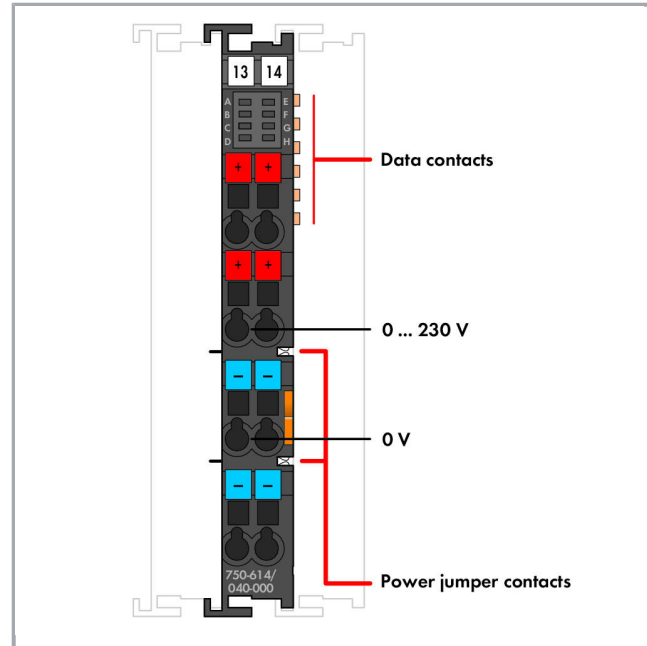 13 14
A E
B F
C G
D H
+ +
Data contacts
+ +
0 ... 230 V
− −
0 V
− −
750-614/
040-000
Power jumper contacts